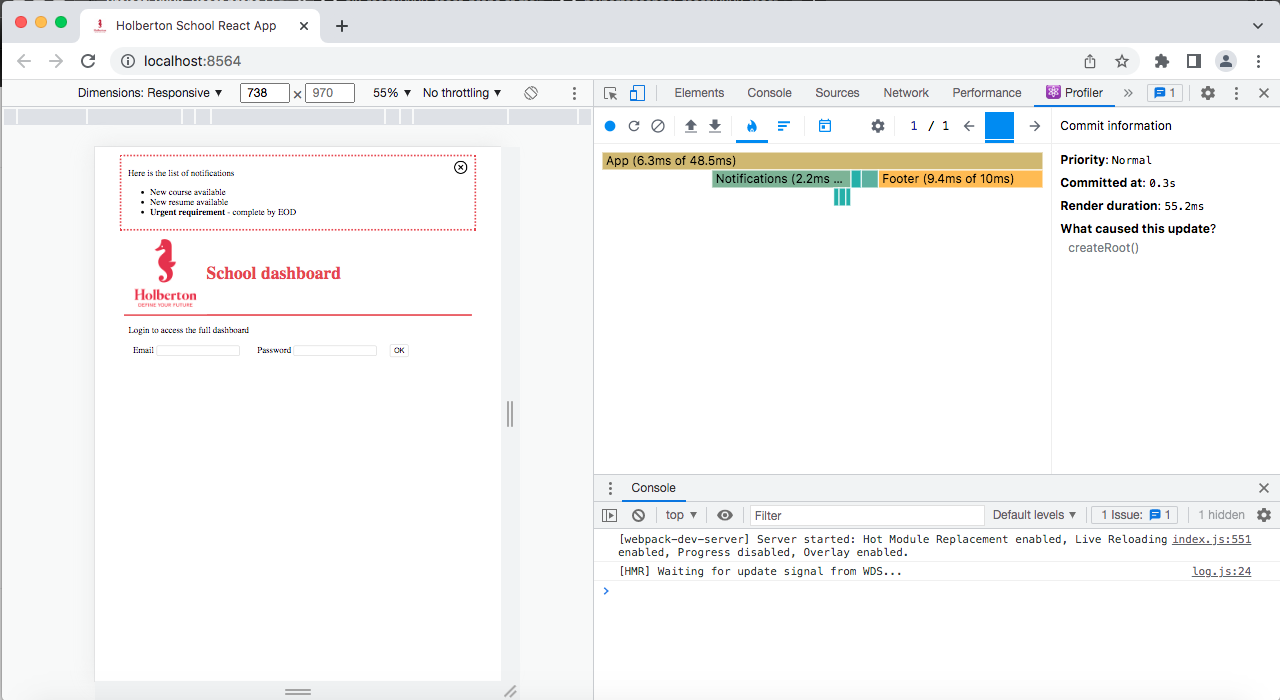 Holberton School React App
localhost:8564
Dimensions: Responsive ▼ 738 × 970 55% ▼ No throttling ▼
Elements Console Sources Network Performance Profiler » 1
1 / 1
Commit information
Here is the list of notifications
New course available
New resume available
Urgent requirement - complete by EOD
Holberton
DEFINE YOUR FUTURE
School dashboard
Login to access the full dashboard
Email Password OK
App (6.3ms of 48.5ms)
Notifications (2.2ms ... Footer (9.4ms of 10ms)
Priority: Normal
Committed at: 0.3s
Render duration: 55.2ms
What caused this update?
createRoot()
Console
top ▼ Filter Default levels ▼ 1 Issue: 1 1 hidden
[webpack-dev-server] Server started: Hot Module Replacement enabled, Live Reloading index.js:551
enabled, Progress disabled, Overlay enabled.
[HMR] Waiting for update signal from WDS... log.js:24